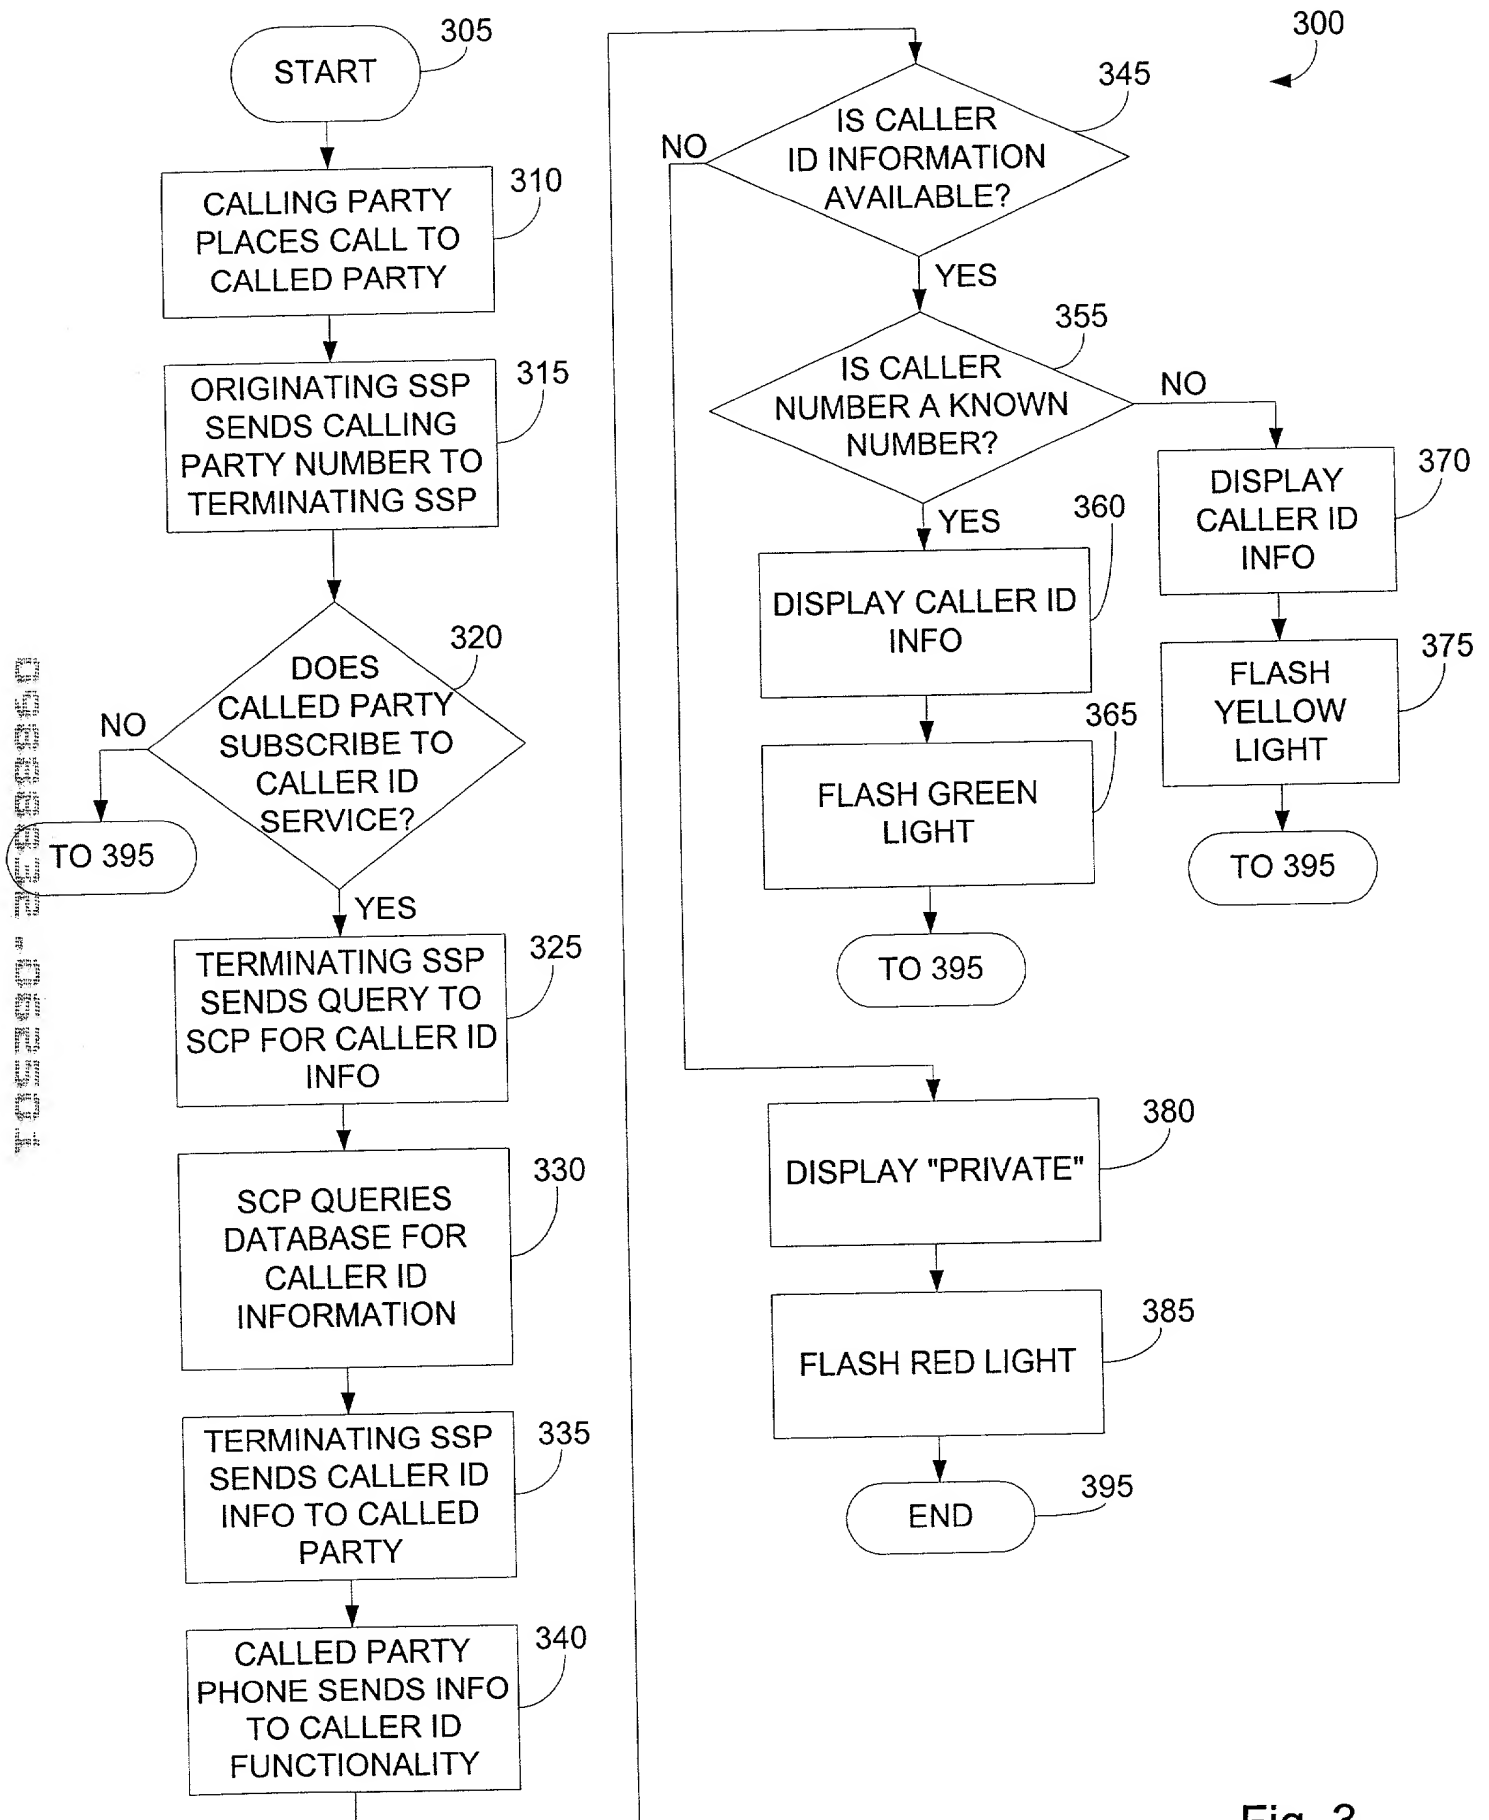 START
305
CALLING PARTY
PLACES CALL TO
CALLED PARTY
310
ORIGINATING SSP
SENDS CALLING
PARTY NUMBER TO
TERMINATING SSP
315
DOES
CALLED PARTY
SUBSCRIBE TO
CALLER ID
SERVICE?
320
NO
TO 395
YES
TERMINATING SSP
SENDS QUERY TO
SCP FOR CALLER ID
INFO
325
SCP QUERIES
DATABASE FOR
CALLER ID
INFORMATION
330
TERMINATING SSP
SENDS CALLER ID
INFO TO CALLED
PARTY
335
CALLED PARTY
PHONE SENDS INFO
TO CALLER ID
FUNCTIONALITY
340
300
IS CALLER
ID INFORMATION
AVAILABLE?
345
NO
YES
IS CALLER
NUMBER A KNOWN
NUMBER?
355
NO
YES
DISPLAY CALLER ID
INFO
360
FLASH GREEN
LIGHT
365
TO 395
DISPLAY
CALLER ID
INFO
370
FLASH
YELLOW
LIGHT
375
TO 395
DISPLAY "PRIVATE"
380
FLASH RED LIGHT
385
END
395
Fig. 3